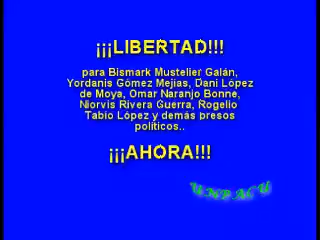 ¡¡¡LIBERTAD!!!
para Bismark Mustelier Galán,
Yordanis Gómez Mejías, Dani López
de Moya, Omar Naranjo Bonne,
Niorvis Rivera Guerra, Rogelio
Tabío López y demás presos
políticos..
¡¡¡AHORA!!!
UNPACU